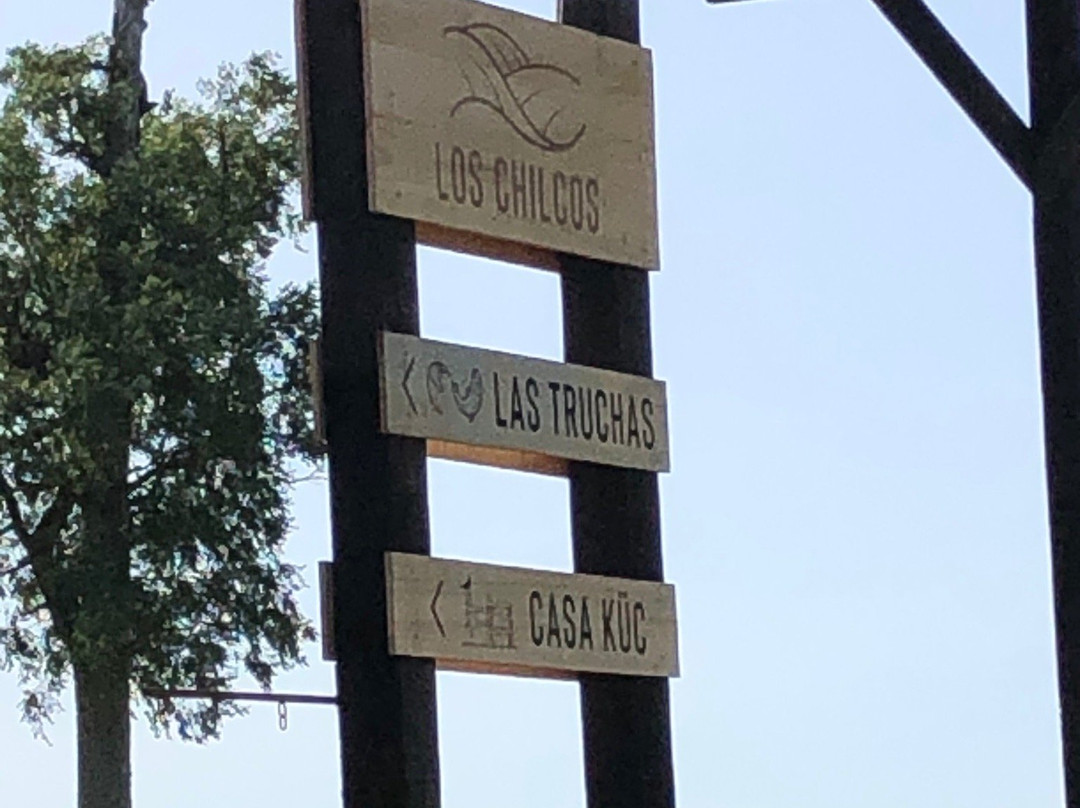 LOS CHILCOS
< LAS TRUCHAS
< CASA KÜC